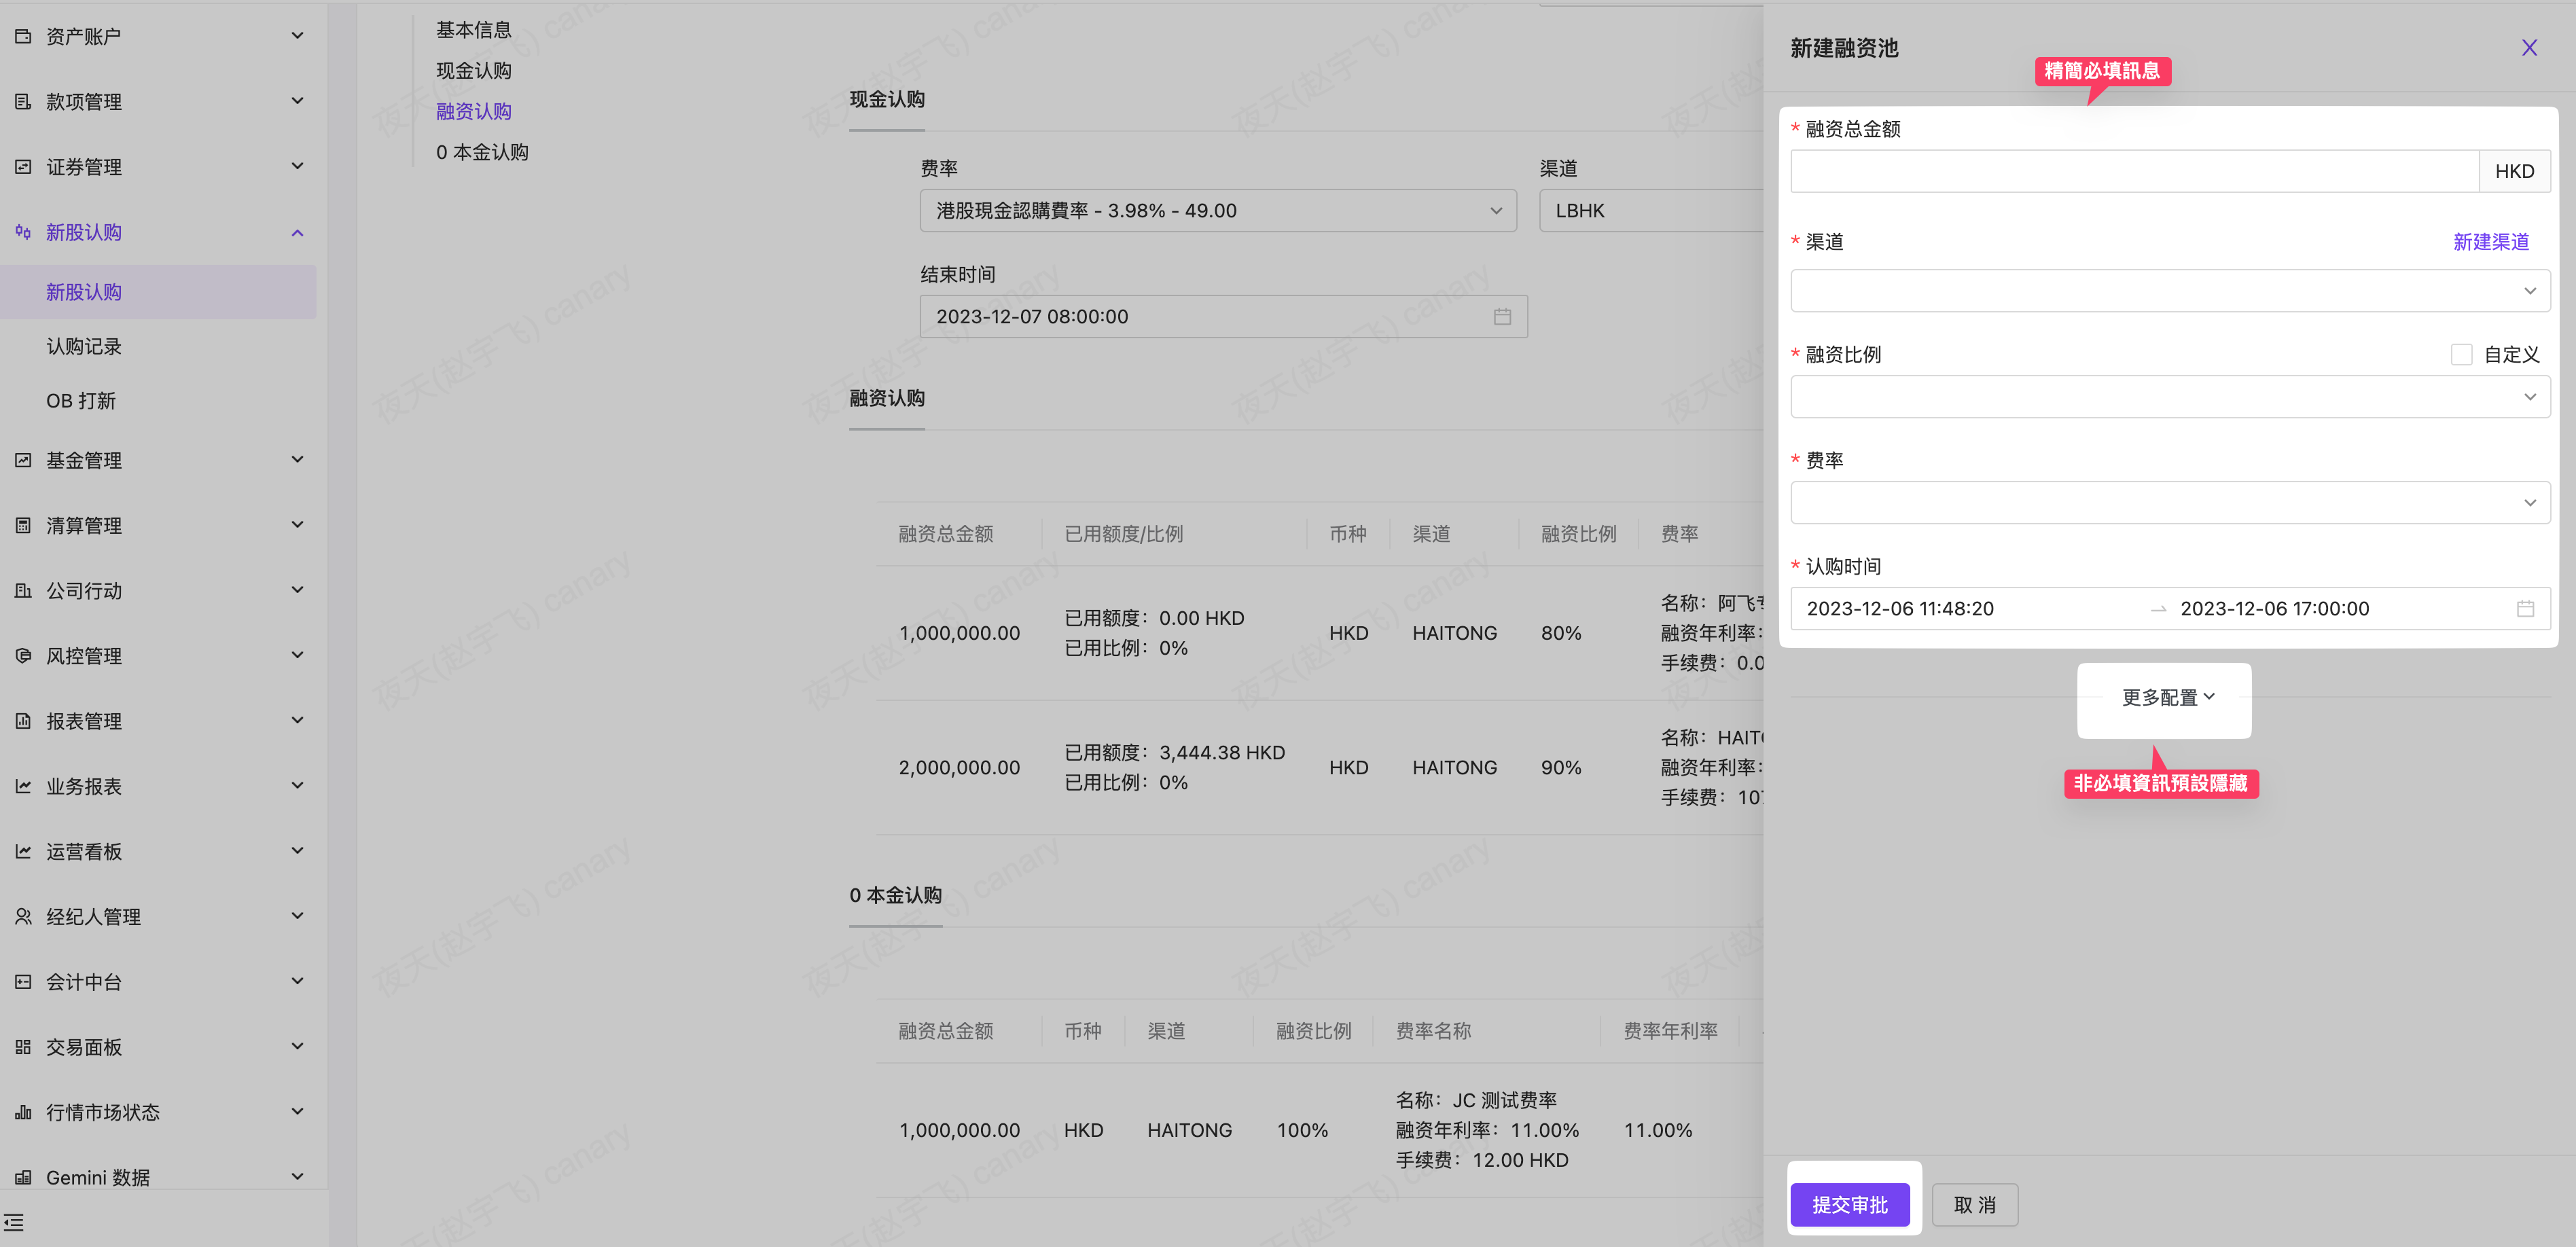 资产账户
款项管理
证券管理
新股认购
新股认购
认购记录
OB 打新
基金管理
清算管理
公司行动
风控管理
报表管理
业务报表
运营看板
经纪人管理
会计中台
交易面板
行情市场状态
Gemini 数据
基本信息
现金认购
融资认购
0 本金认购
现金认购
费率
渠道
港股現金認購費率 - 3.98% - 49.00
LBHK
结束时间
2023-12-07 08:00:00
融资认购
融资总金额 已用额度/比例 币种 渠道 融资比例 费率
1,000,000.00
已用额度：0.00 HKD
已用比例：0%
HKD
HAITONG
80%
名称：阿飞
融资年利率：
手续费：0.0
2,000,000.00
已用额度：3,444.38 HKD
已用比例：0%
HKD
HAITONG
90%
名称：HAIT
融资年利率：
手续费：107
0 本金认购
融资总金额 币种 渠道 融资比例 费率名称 费率年利率
1,000,000.00
HKD
HAITONG
100%
名称：JC 测试费率
融资年利率：11.00%
手续费：12.00 HKD
11.00%
新建融资池
精簡必填訊息
* 融资总金额
HKD
* 渠道
新建渠道
* 融资比例
自定义
* 费率
* 认购时间
2023-12-06 11:48:20 → 2023-12-06 17:00:00
更多配置
非必填資訊預設隱藏
提交审批
取 消
夜天(赵宇飞) canary